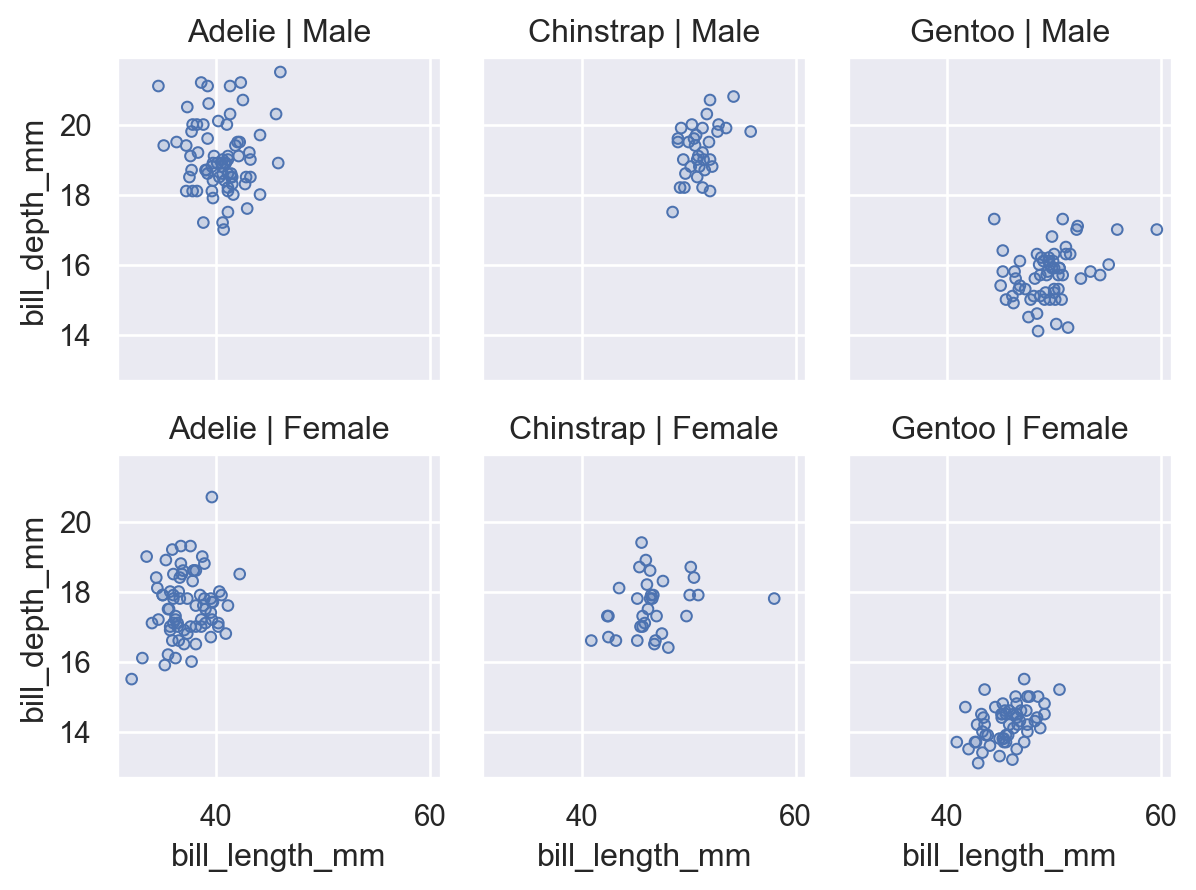 Adelie | Male
Chinstrap | Male
Gentoo | Male
bill_depth_mm
20
18
16
14
Adelie | Female
Chinstrap | Female
Gentoo | Female
bill_depth_mm
20
18
16
14
40
60
40
60
40
60
bill_length_mm
bill_length_mm
bill_length_mm